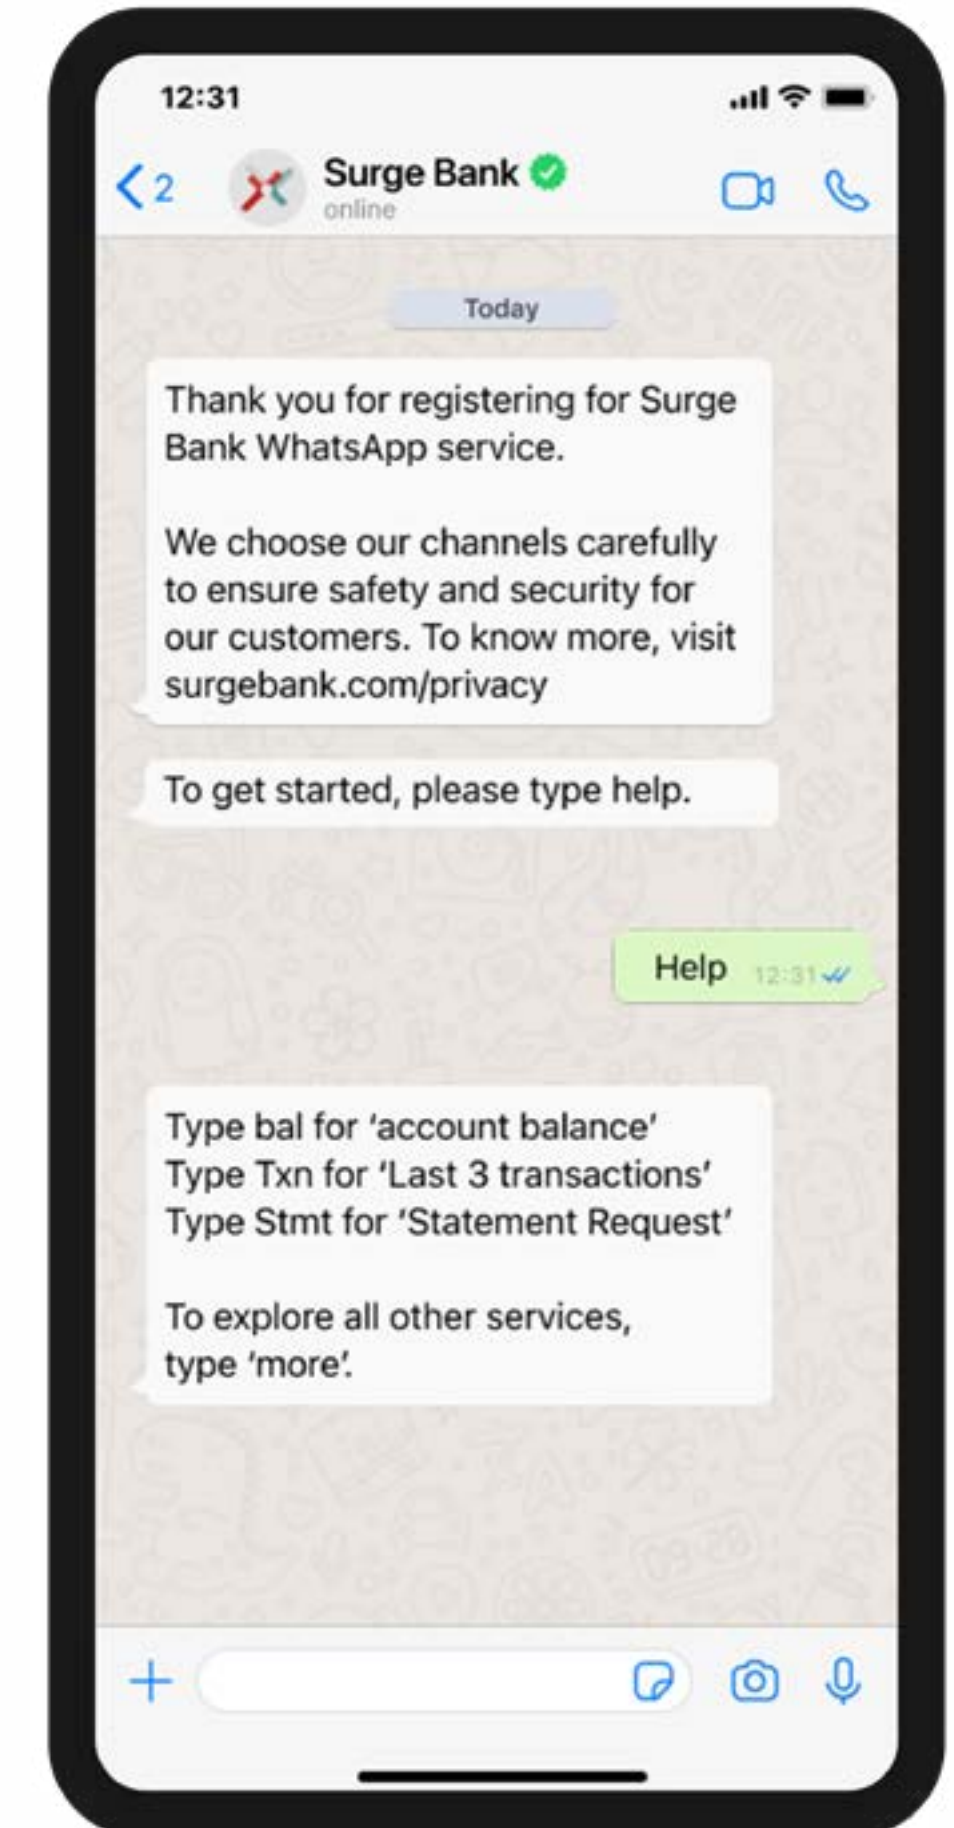 12:31
2
Surge Bank
online
Today
Thank you for registering for Surge
Bank WhatsApp service.
We choose our channels carefully
to ensure safety and security for
our customers. To know more, visit
surgebank.com/privacy
To get started, please type help.
Help 12:31
Type bal for ‘account balance’
Type Txn for ‘Last 3 transactions’
Type Stmt for ‘Statement Request’
To explore all other services,
type ‘more’.